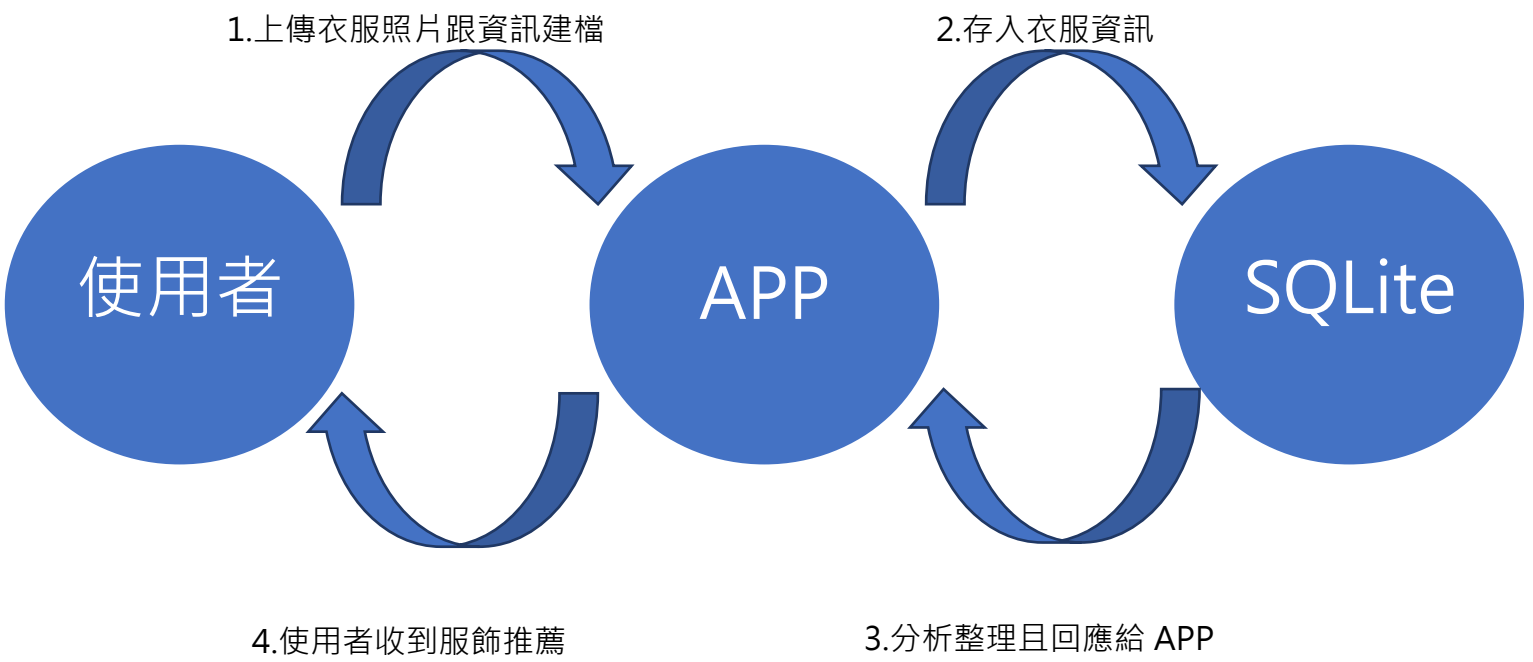 1.上傳衣服照片跟資訊建檔
2.存入衣服資訊
使用者
APP
SQLite
4.使用者收到服飾推薦
3.分析整理且回應給 APP